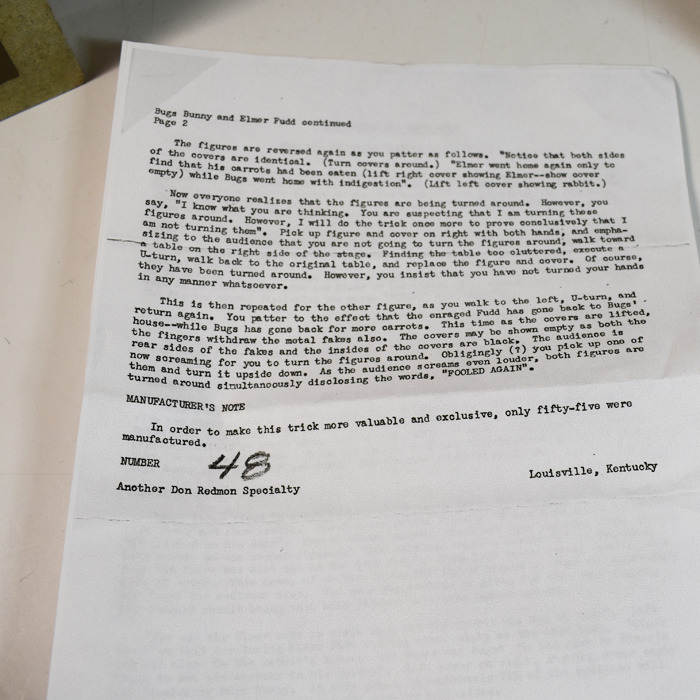 Bugs Bunny and Elmer Fudd continued
Page 2
The figures are reversed again as you patter as follows. "Notice that both sides
of the covers are identical. (Turn covers around.) "Elmer went home again only to
find that his carrots had been eaten (lift right cover showing Elmer--show cover
empty) while Bugs went home with indigestion". (Lift left cover showing rabbit.)
Now everyone realizes that the figures are being turned around. However, you
say, "I know what you are thinking. You are suspecting that I am turning these
figures around. However, I will do the trick once more to prove conclusively that I
am not turning them". Pick up figure and cover on right with both hands, and empha-
sizing to the audience that you are not going to turn the figures around, walk toward
a table on the right side of the stage. Finding the table too cluttered, execute a
U-turn, walk back to the original table, and replace the figure and cover. Of course,
they have been turned around. However, you insist that you have not turned your hands
in any manner whatsoever.
This is then repeated for the other figure, as you walk to the left, U-turn, and
return again. You patter to the effect that the enraged Fudd has gone back to Bugs'
house--while Bugs has gone back for more carrots. This time as the covers are lifted,
the fingers withdraw the metal fakes also. The covers may be shown empty as both the
rear sides of the fakes and the insides of the covers are black. The audience is
now screaming for you to turn the figures around. Obligingly (?) you pick up one of
them and turn it upside down. As the audience screams even louder, both figures are
turned around simultaneously disclosing the words, "FOOLED AGAIN".
MANUFACTURER'S NOTE
In order to make this trick more valuable and exclusive, only fifty-five were
manufactured.
NUMBER 48
Louisville, Kentucky
Another Don Redmon Specialty